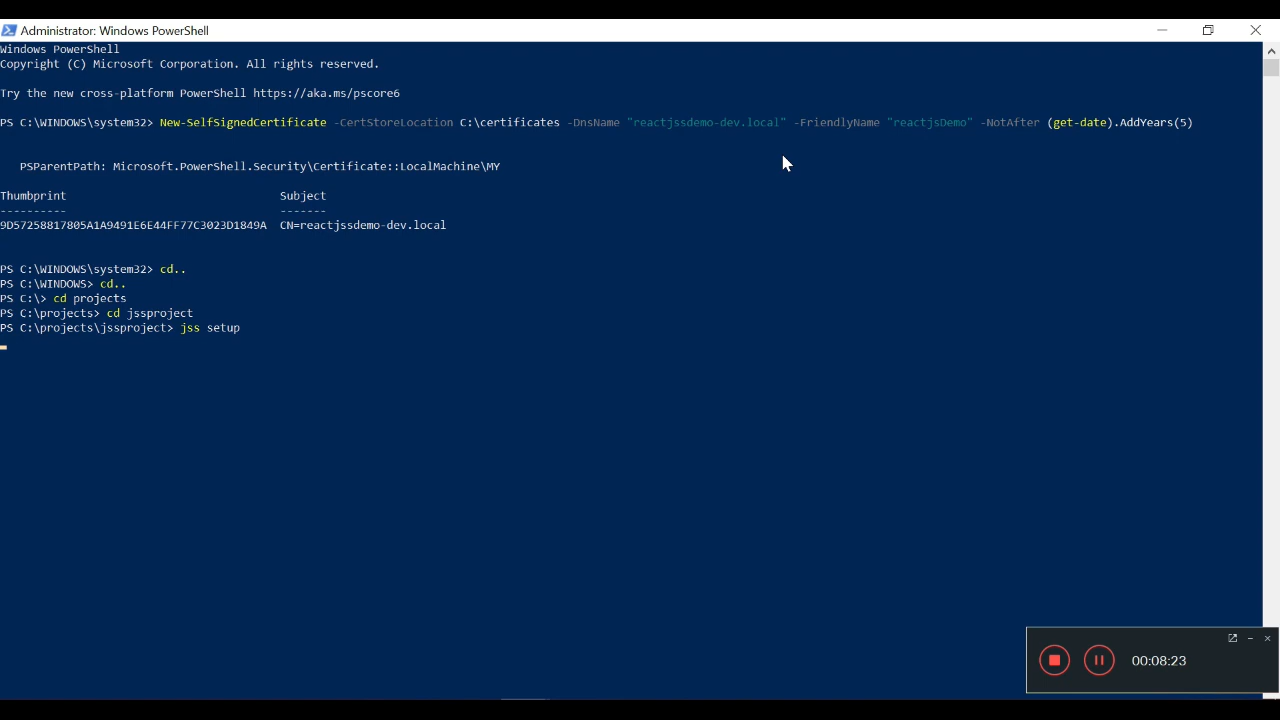 Administrator: Windows PowerShell
Windows PowerShell
Copyright (C) Microsoft Corporation. All rights reserved.
Try the new cross-platform PowerShell https://aka.ms/pscore6
PS C:\WINDOWS\system32> New-SelfSignedCertificate -CertStoreLocation C:\certificates -DnsName "reactjssdemo-dev.local" -FriendlyName "reactjsDemo" -NotAfter (get-date).AddYears(5)
PSParentPath: Microsoft.PowerShell.Security\Certificate::LocalMachine\MY
Thumbprint Subject
---------- -------
9D57258817805A1A9491E6E44FF77C3023D1849A CN=reactjssdemo-dev.local
PS C:\WINDOWS\system32> cd..
PS C:\WINDOWS> cd..
PS C:\> cd projects
PS C:\projects> cd jssproject
PS C:\projects\jssproject> jss setup
00:08:23